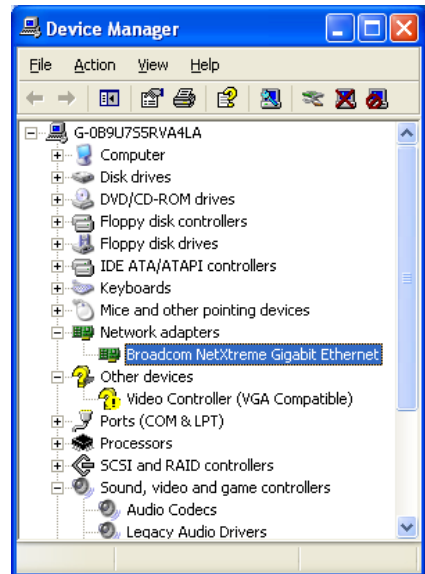 Device Manager
File Action View Help
G-0B9U7S5RVA4LA
Computer
Disk drives
DVD/CD-ROM drives
Floppy disk controllers
Floppy disk drives
IDE ATA/ATAPI controllers
Keyboards
Mice and other pointing devices
Network adapters
Broadcom NetXtreme Gigabit Ethernet
Other devices
Video Controller (VGA Compatible)
Ports (COM & LPT)
Processors
SCSI and RAID controllers
Sound, video and game controllers
Audio Codecs
Legacy Audio Drivers